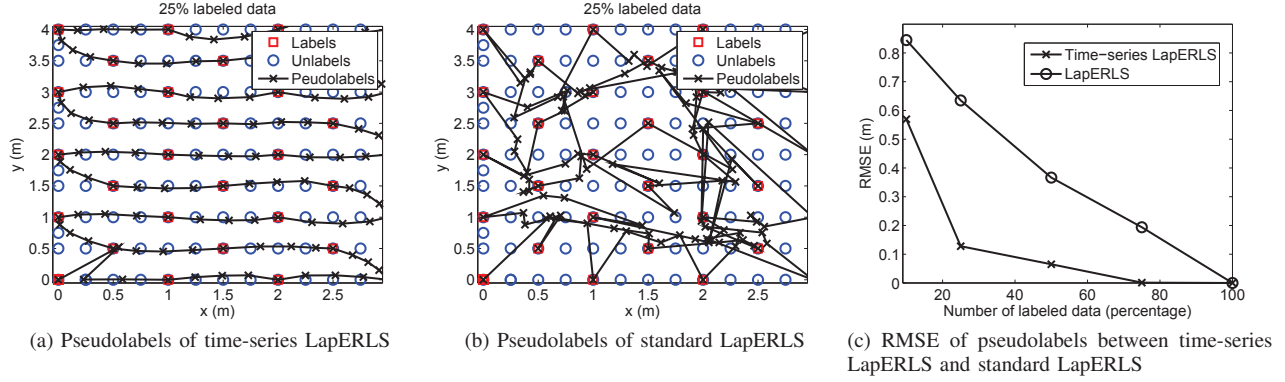 25% labeled data
4
3.5
3
2.5
2
1.5
1
0.5
0
y (m)
0 0.5 1 1.5 2 2.5
x (m)
Labels
Unlabels
Peudolabels
(a) Pseudolabels of time-series LapERLS
25% labeled data
4
3.5
3
2.5
2
1.5
1
0.5
0
y (m)
0 0.5 1 1.5 2 2.5
x (m)
Labels
Unlabels
Peudolabels
(b) Pseudolabels of standard LapERLS
0.8
0.7
0.6
0.5
0.4
0.3
0.2
0.1
0
RMSE (m)
20 40 60 80 100
Number of labeled data (percentage)
Time-series LapERLS
LapERLS
(c) RMSE of pseudolabels between time-series
LapERLS and standard LapERLS